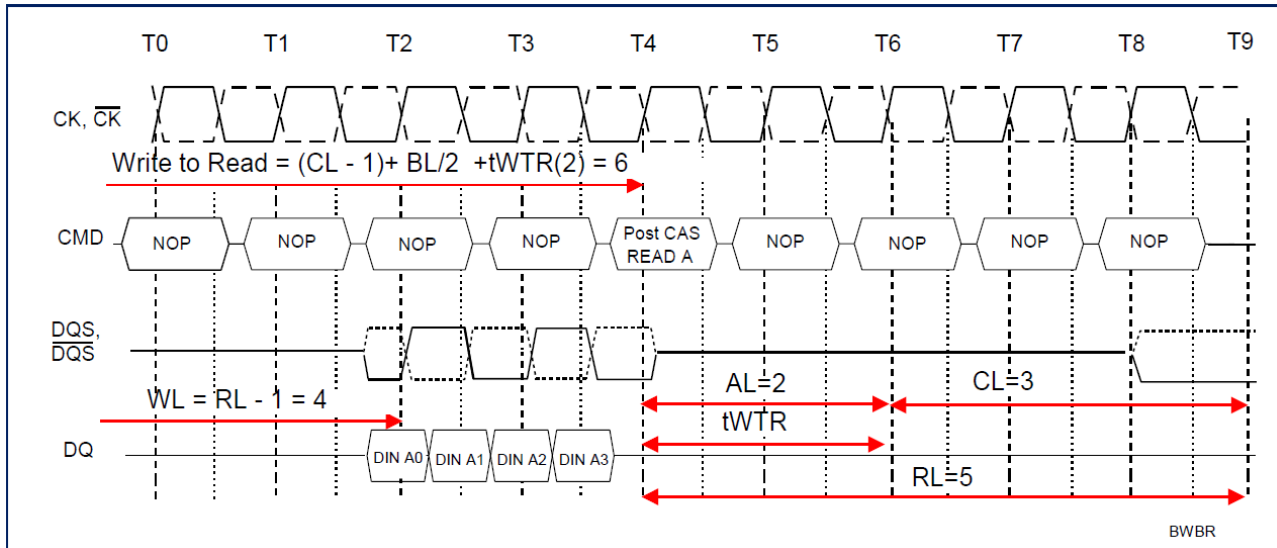 T0 T1 T2 T3 T4 T5 T6 T7 T8 T9
CK, CK
Write to Read = (CL - 1)+ BL/2 +tWTR(2) = 6
CMD NOP NOP NOP NOP Post CAS READ A NOP NOP NOP NOP
DQS,
DQS
AL=2 CL=3
WL = RL - 1 = 4
tWTR
DQ DIN A0 DIN A1 DIN A2 DIN A3
RL=5
BWBR